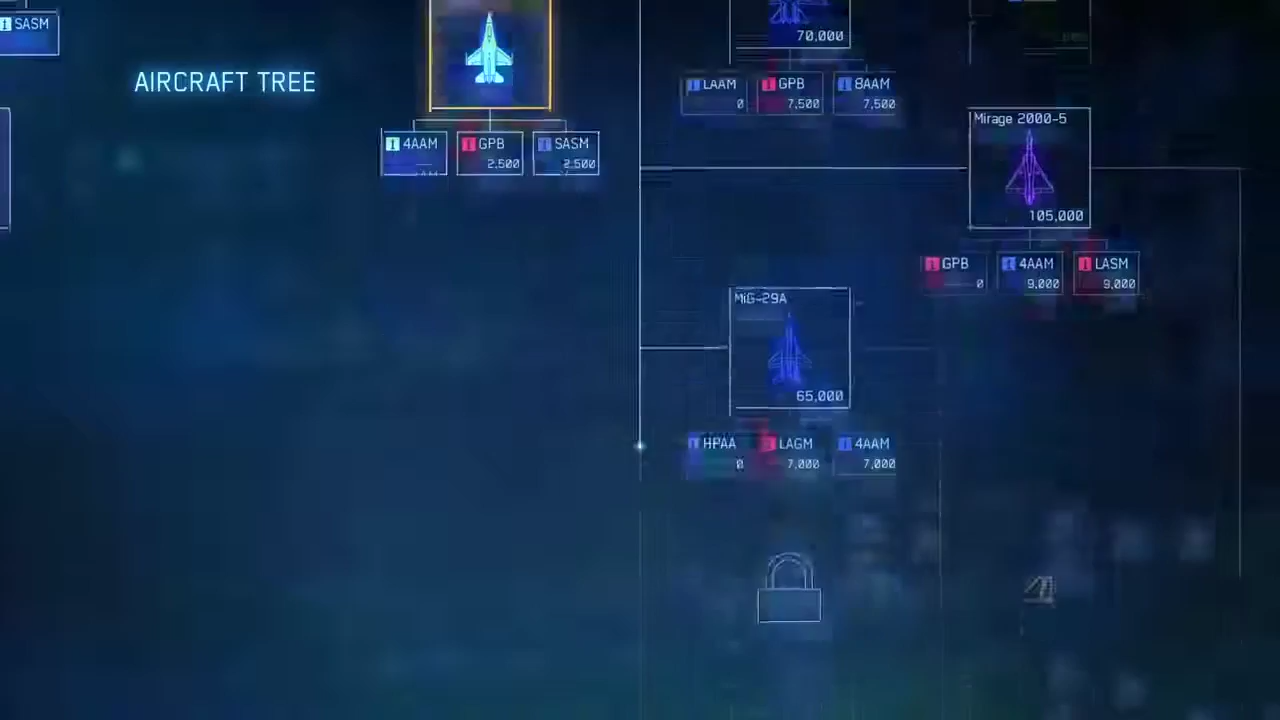 i SASM
AIRCRAFT TREE
70,000
i LAAM
0
i GPB
7,500
i 8AAM
7,500
Mirage 2000-5
105,000
i 4AAM
i GPB
2,500
i SASM
2,500
i GPB
0
i 4AAM
9,000
i LASM
9,000
MiG-29A
65,000
HPAA
0
LAGM
7,000
i 4AAM
7,000